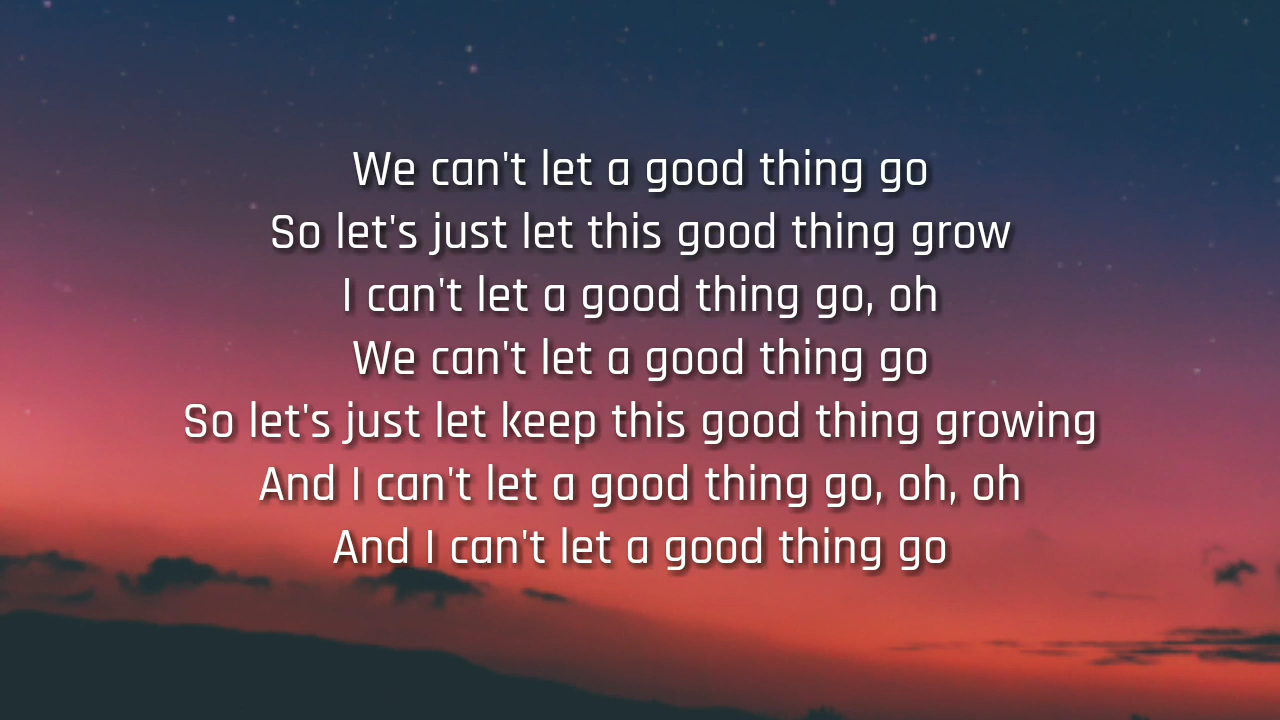 We can't let a good thing go
So let's just let this good thing grow
I can't let a good thing go, oh
We can't let a good thing go
So let's just let keep this good thing growing
And I can't let a good thing go, oh, oh
And I can't let a good thing go